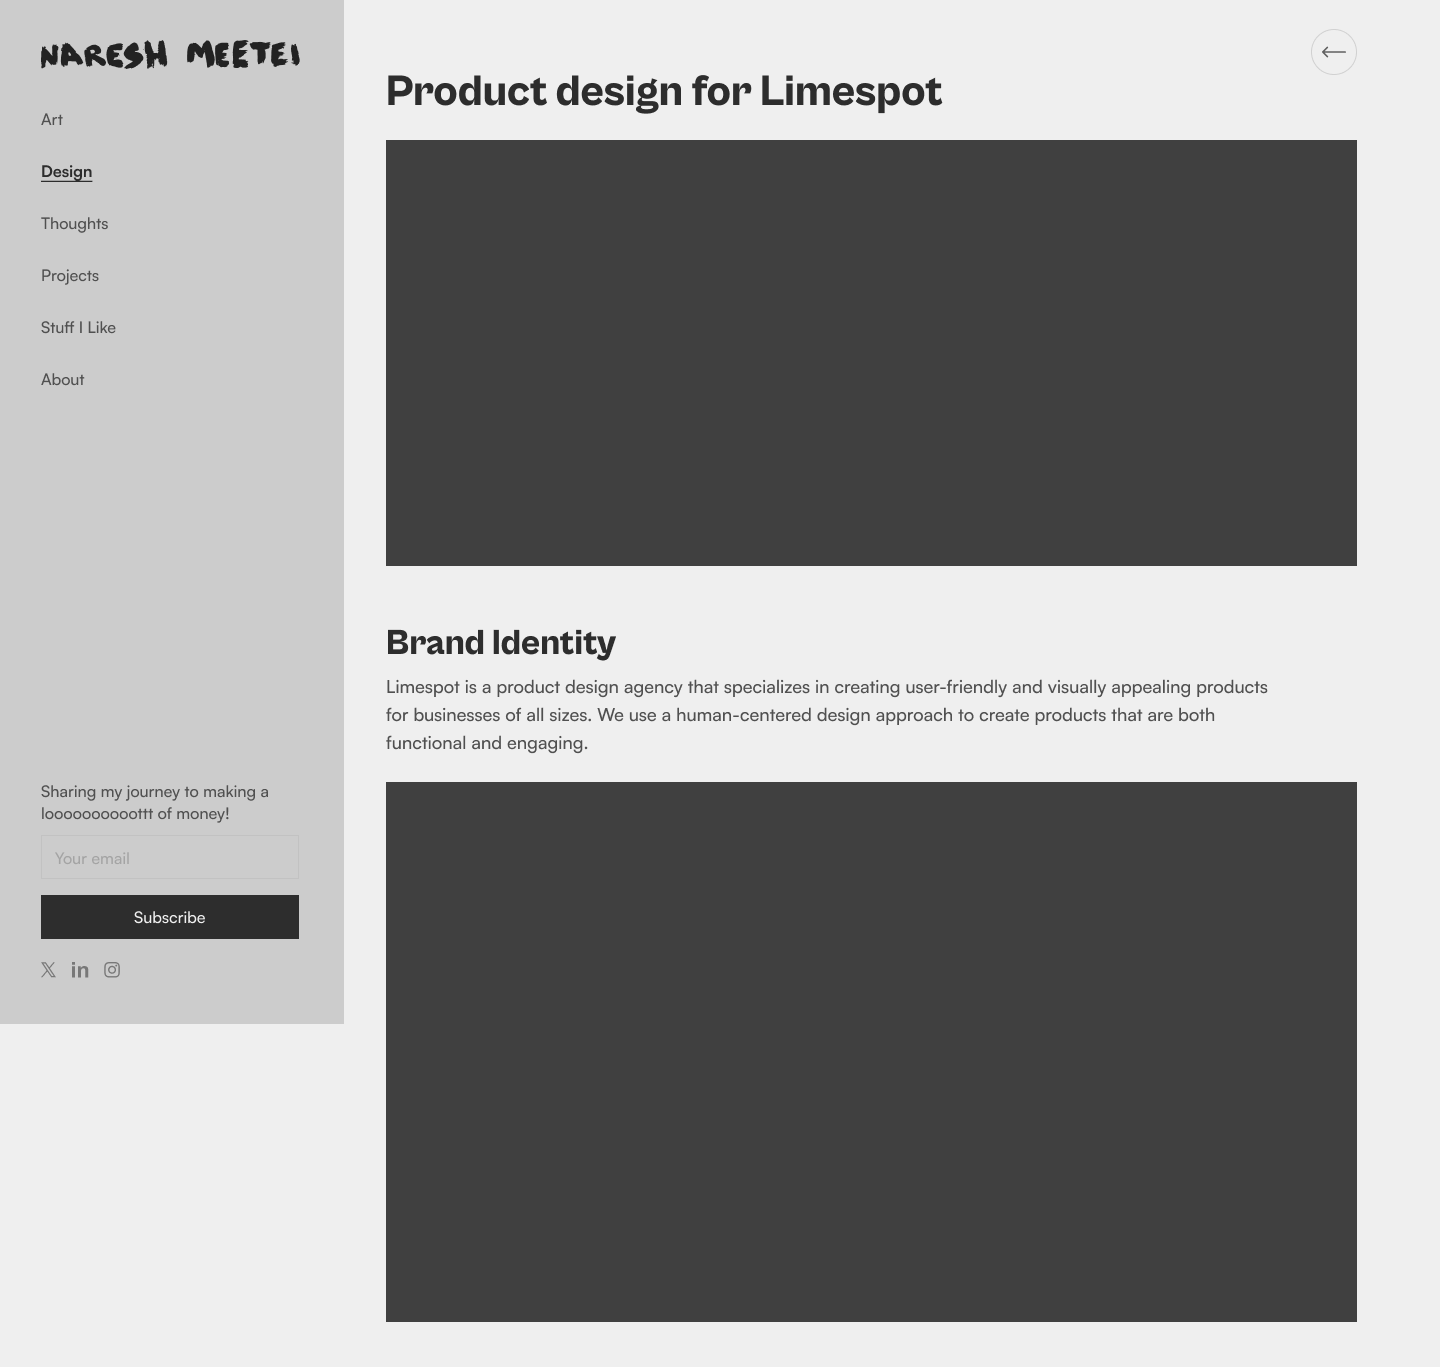 NARESH MEETEI
Art
Design
Thoughts
Projects
Stuff I Like
About
Sharing my journey to making a
loooooooooottt of money!
Your email
Subscribe
Product design for Limespot
Brand Identity
Limespot is a product design agency that specializes in creating user-friendly and visually appealing products
for businesses of all sizes. We use a human-centered design approach to create products that are both
functional and engaging.